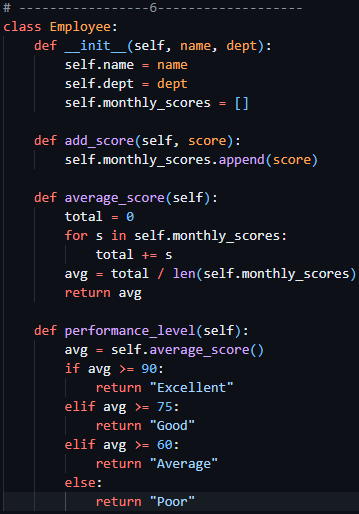 # -----------------6-------------------
class Employee:
    def __init__(self, name, dept):
        self.name = name
        self.dept = dept
        self.monthly_scores = []

    def add_score(self, score):
        self.monthly_scores.append(score)

    def average_score(self):
        total = 0
        for s in self.monthly_scores:
            total += s
        avg = total / len(self.monthly_scores)
        return avg

    def performance_level(self):
        avg = self.average_score()
        if avg >= 90:
            return "Excellent"
        elif avg >= 75:
            return "Good"
        elif avg >= 60:
            return "Average"
        else:
            return "Poor"